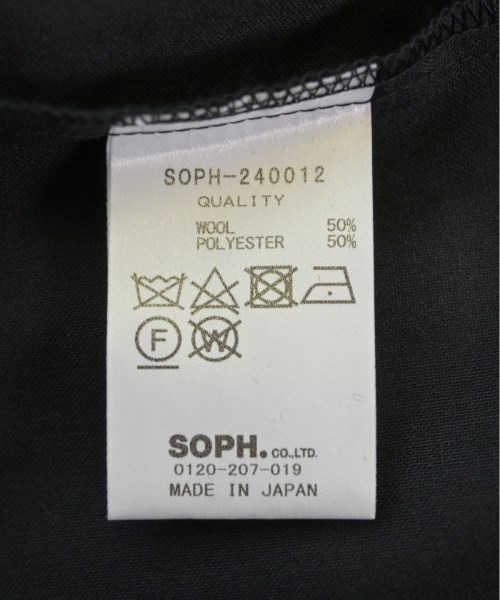 SOPH-240012
QUALITY
WOOL 50%
POLYESTER 50%
F W
SOPH. CO.,LTD.
0120-207-019
MADE IN JAPAN